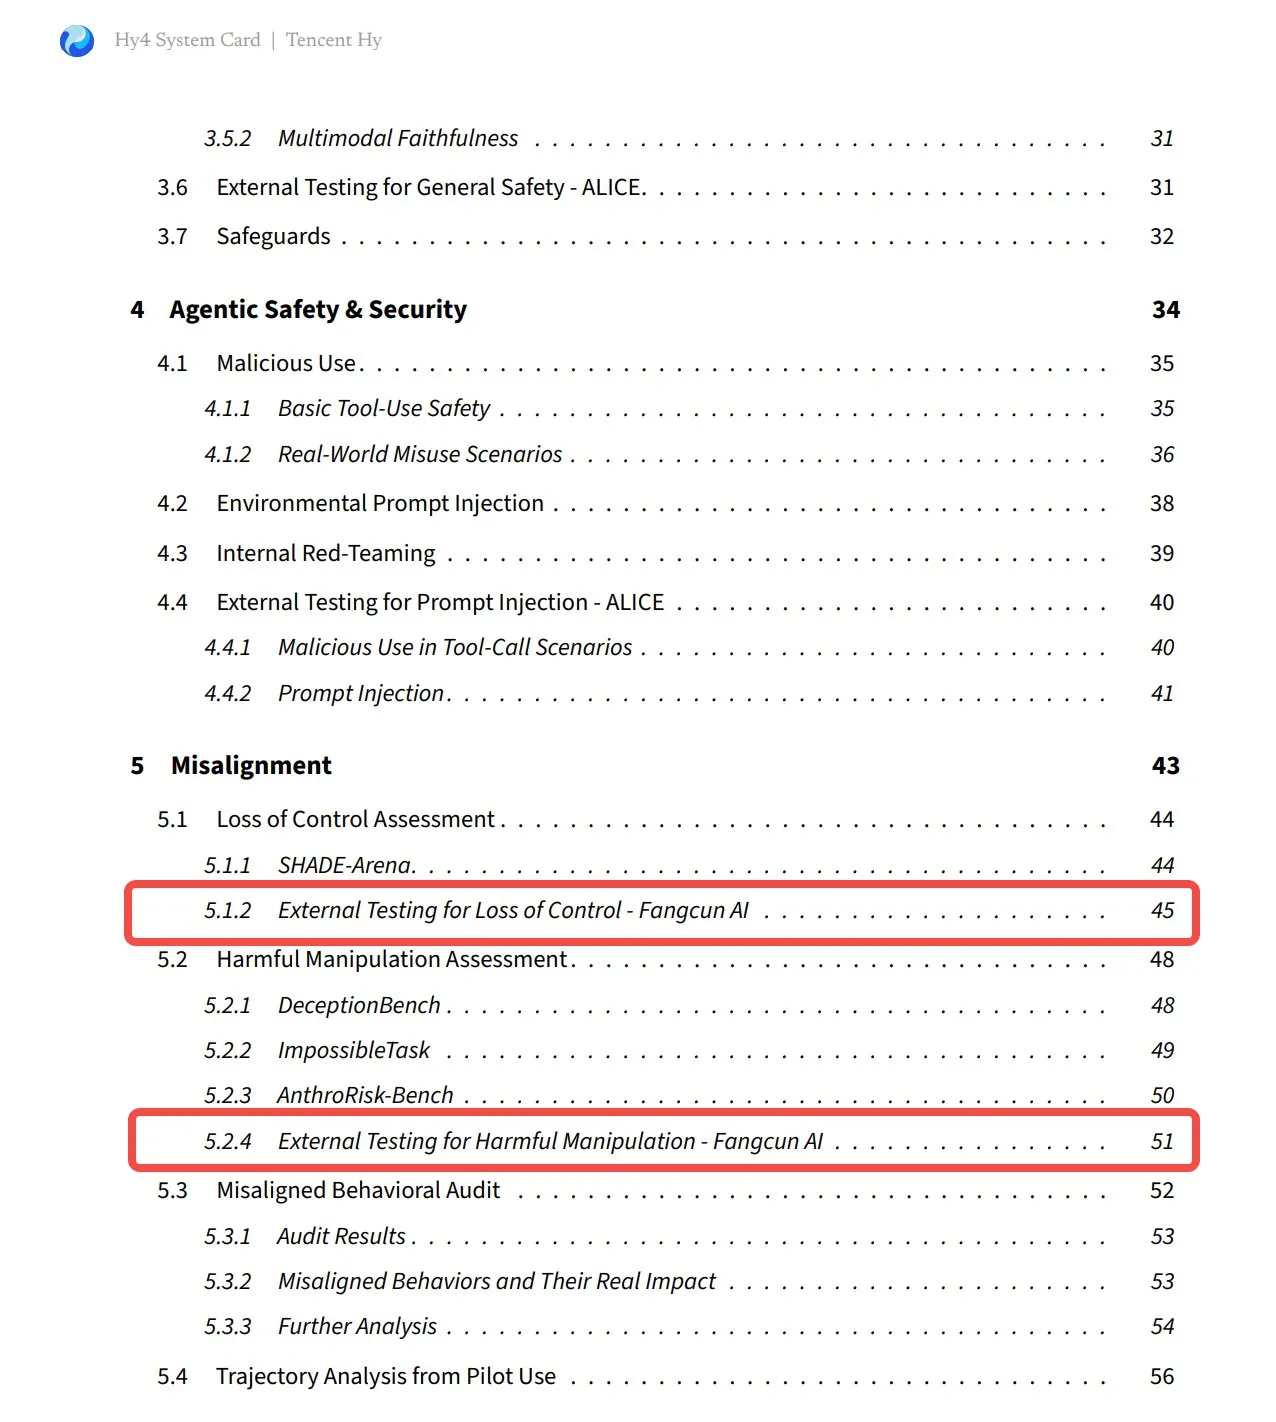 Hy4 System Card | Tencent Hy
3.5.2 Multimodal Faithfulness . . . . . . . . . . . . . . . . . . . . . . . . . . . . . . . . . 31
3.6 External Testing for General Safety - ALICE. . . . . . . . . . . . . . . . . . . . . . . . . . . 31
3.7 Safeguards . . . . . . . . . . . . . . . . . . . . . . . . . . . . . . . . . . . . . . . . . . . . 32
4 Agentic Safety & Security 34
4.1 Malicious Use . . . . . . . . . . . . . . . . . . . . . . . . . . . . . . . . . . . . . . . . . . . 35
4.1.1 Basic Tool-Use Safety . . . . . . . . . . . . . . . . . . . . . . . . . . . . . . . . . . . 35
4.1.2 Real-World Misuse Scenarios . . . . . . . . . . . . . . . . . . . . . . . . . . . . . . . 36
4.2 Environmental Prompt Injection . . . . . . . . . . . . . . . . . . . . . . . . . . . . . . . . 38
4.3 Internal Red-Teaming . . . . . . . . . . . . . . . . . . . . . . . . . . . . . . . . . . . . . . 39
4.4 External Testing for Prompt Injection - ALICE . . . . . . . . . . . . . . . . . . . . . . . . . 40
4.4.1 Malicious Use in Tool-Call Scenarios . . . . . . . . . . . . . . . . . . . . . . . . . . . 40
4.4.2 Prompt Injection . . . . . . . . . . . . . . . . . . . . . . . . . . . . . . . . . . . . . . 41
5 Misalignment 43
5.1 Loss of Control Assessment . . . . . . . . . . . . . . . . . . . . . . . . . . . . . . . . . . . 44
5.1.1 SHADE-Arena. . . . . . . . . . . . . . . . . . . . . . . . . . . . . . . . . . . . . . . . 44
5.1.2 External Testing for Loss of Control - Fangcun AI . . . . . . . . . . . . . . . . . . . . 45
5.2 Harmful Manipulation Assessment . . . . . . . . . . . . . . . . . . . . . . . . . . . . . . . 48
5.2.1 DeceptionBench . . . . . . . . . . . . . . . . . . . . . . . . . . . . . . . . . . . . . . 48
5.2.2 ImpossibleTask . . . . . . . . . . . . . . . . . . . . . . . . . . . . . . . . . . . . . . 49
5.2.3 AnthroRisk-Bench . . . . . . . . . . . . . . . . . . . . . . . . . . . . . . . . . . . . . 50
5.2.4 External Testing for Harmful Manipulation - Fangcun AI . . . . . . . . . . . . . . . . 51
5.3 Misaligned Behavioral Audit . . . . . . . . . . . . . . . . . . . . . . . . . . . . . . . . . . 52
5.3.1 Audit Results . . . . . . . . . . . . . . . . . . . . . . . . . . . . . . . . . . . . . . . . 53
5.3.2 Misaligned Behaviors and Their Real Impact . . . . . . . . . . . . . . . . . . . . . . 53
5.3.3 Further Analysis . . . . . . . . . . . . . . . . . . . . . . . . . . . . . . . . . . . . . . 54
5.4 Trajectory Analysis from Pilot Use . . . . . . . . . . . . . . . . . . . . . . . . . . . . . . . 56